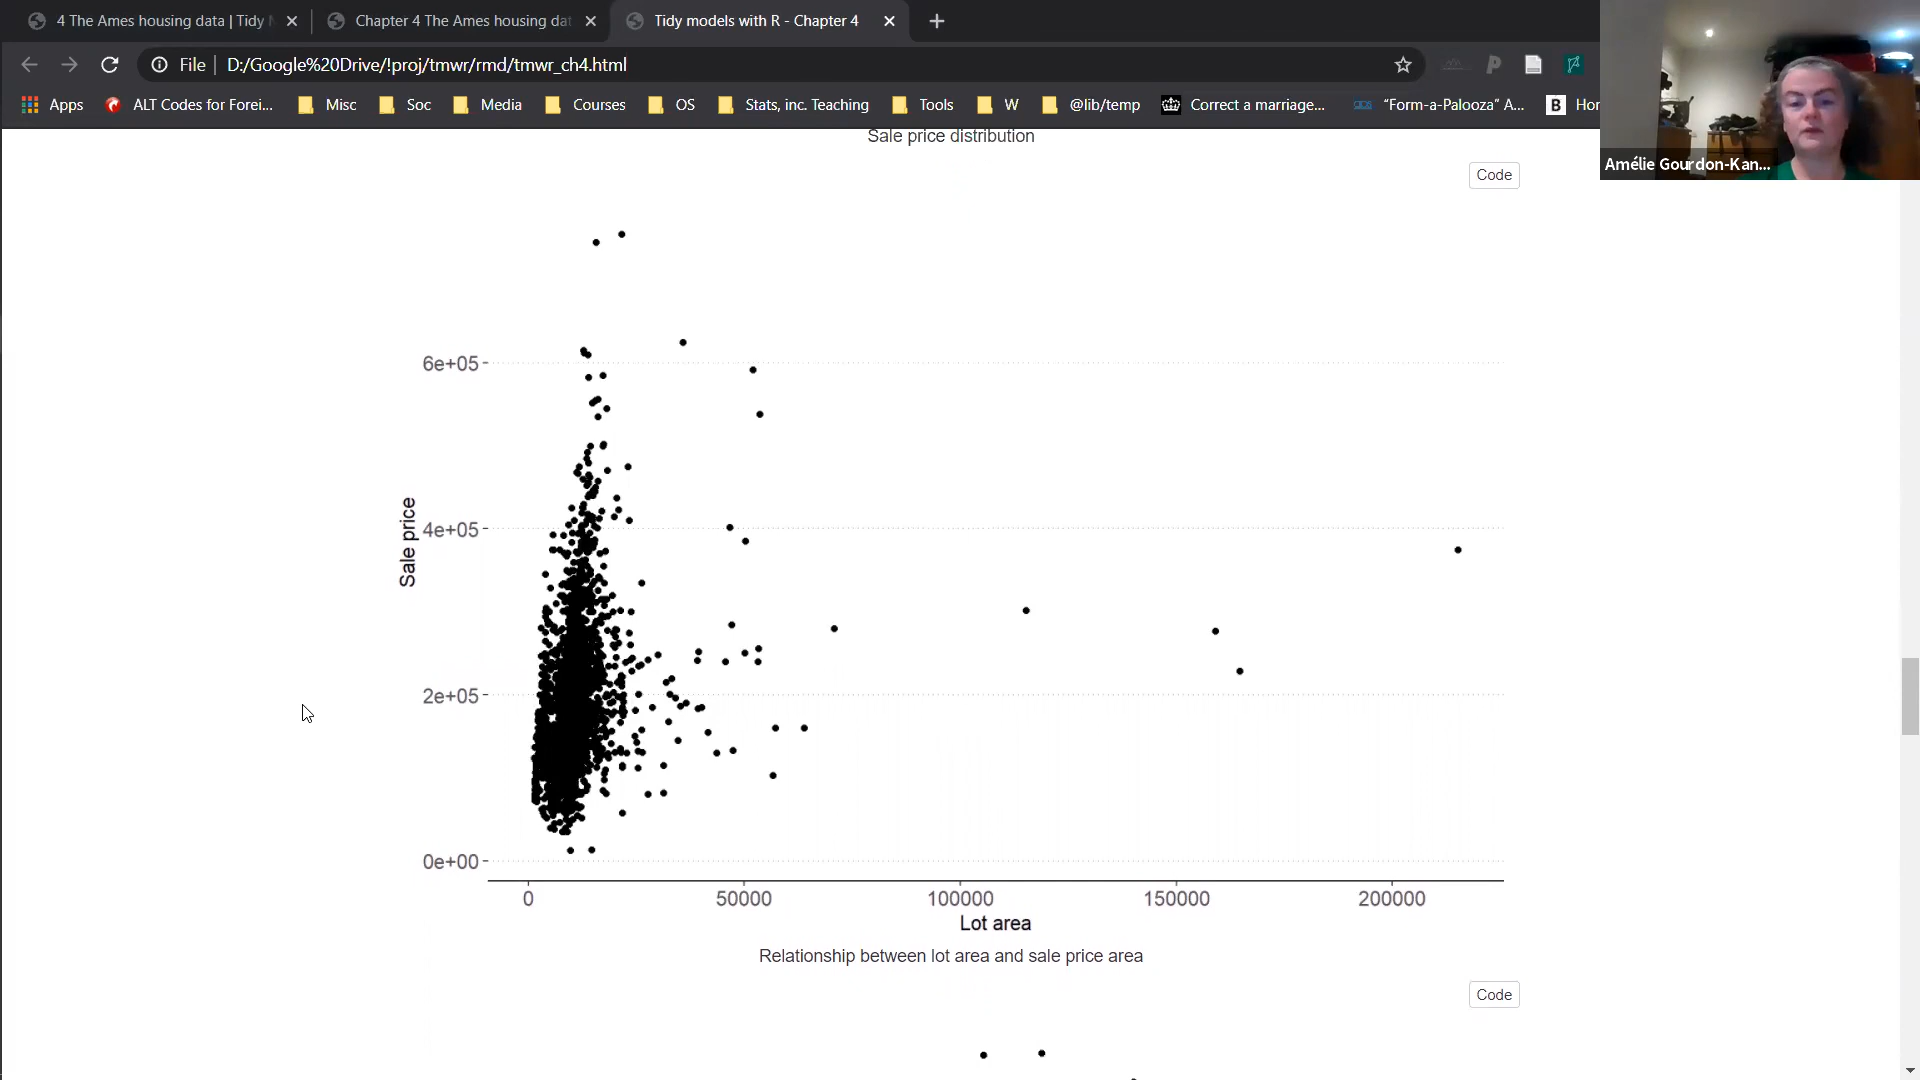 4 The Ames housing data | Tidy M
Chapter 4 The Ames housing dat
Tidy models with R - Chapter 4
File
D:/Google%20Drive/!proj/tmwr/rmd/tmwr_ch4.html
Apps
ALT Codes for Forei...
Misc
Soc
Media
Courses
OS
Stats, inc. Teaching
Tools
W
@lib/temp
Correct a marriage...
"Form-a-Palooza" A...
B
Hor
Amélie Gourdon-Kan...
Sale price distribution
Code
6e+05
4e+05
2e+05
0e+00
Sale price
0
50000
100000
150000
200000
Lot area
Relationship between lot area and sale price area
Code